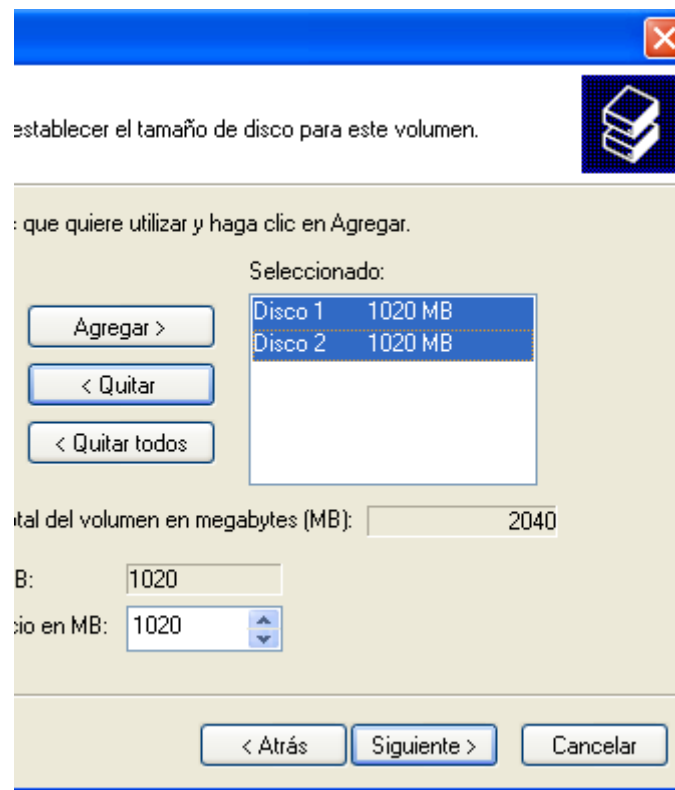 establecer el tamaño de disco para este volumen.
que quiere utilizar y haga clic en Agregar.
Seleccionado:
Agregar >
Disco 1 1020 MB
Disco 2 1020 MB
< Quitar
< Quitar todos
tal del volumen en megabytes (MB): 2040
B: 1020
cio en MB: 1020
< Atrás Siguiente > Cancelar